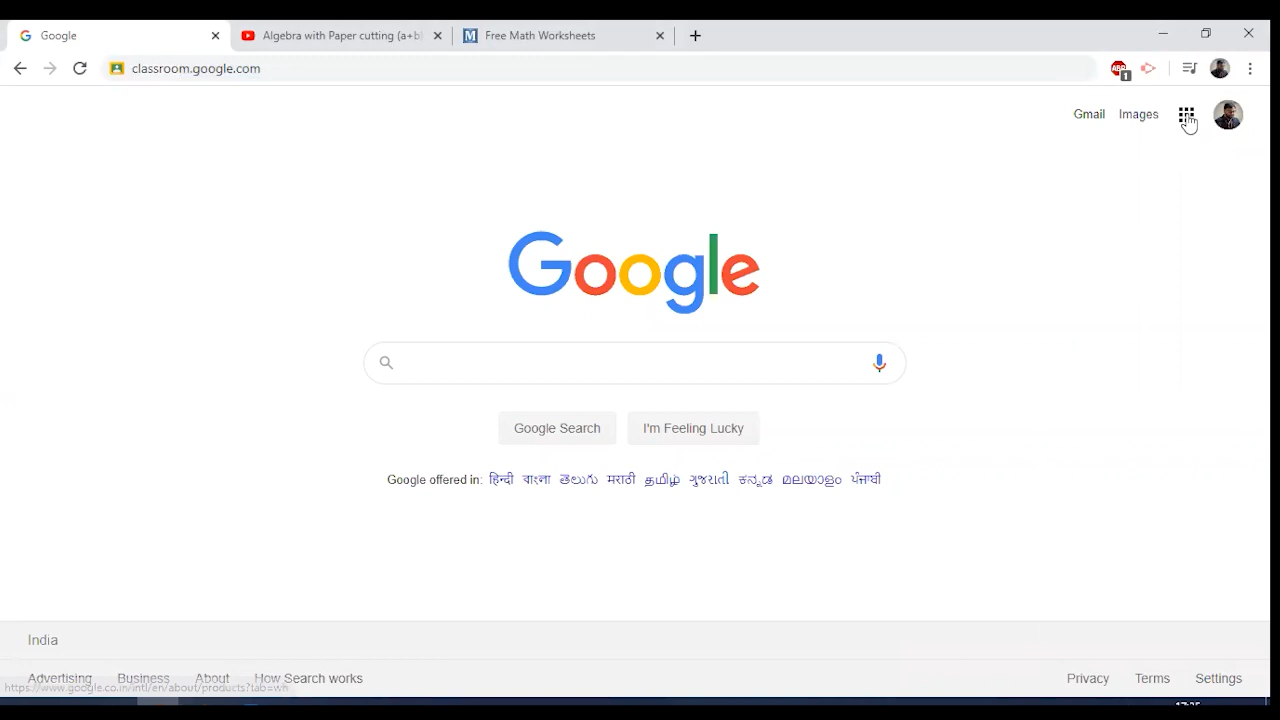 Google
Algebra with Paper cutting (a+b)
Free Math Worksheets
classroom.google.com
1
Gmail
Images
Google
Google Search
I'm Feeling Lucky
Google offered in: हिन्दी বাংলা తెలుగు मराठी தமிழ் ગુજરાતી ಕನ್ನಡ മലയാളം ਪੰਜਾਬੀ
India
Advertising Business About How Search works
Privacy Terms Settings
https://www.google.co.in/intl/en/about/products?tab=wh